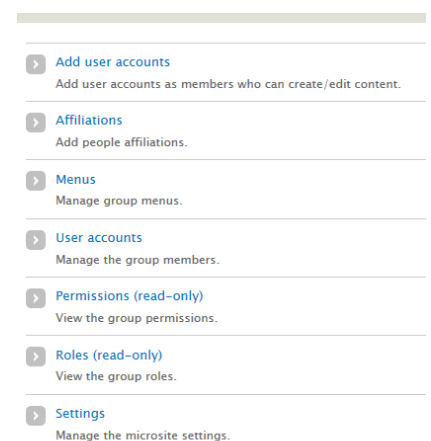 Add user accounts
Add user accounts as members who can create/edit content.
Affiliations
Add people affiliations.
Menus
Manage group menus.
User accounts
Manage the group members.
Permissions (read-only)
View the group permissions.
Roles (read-only)
View the group roles.
Settings
Manage the microsite settings.